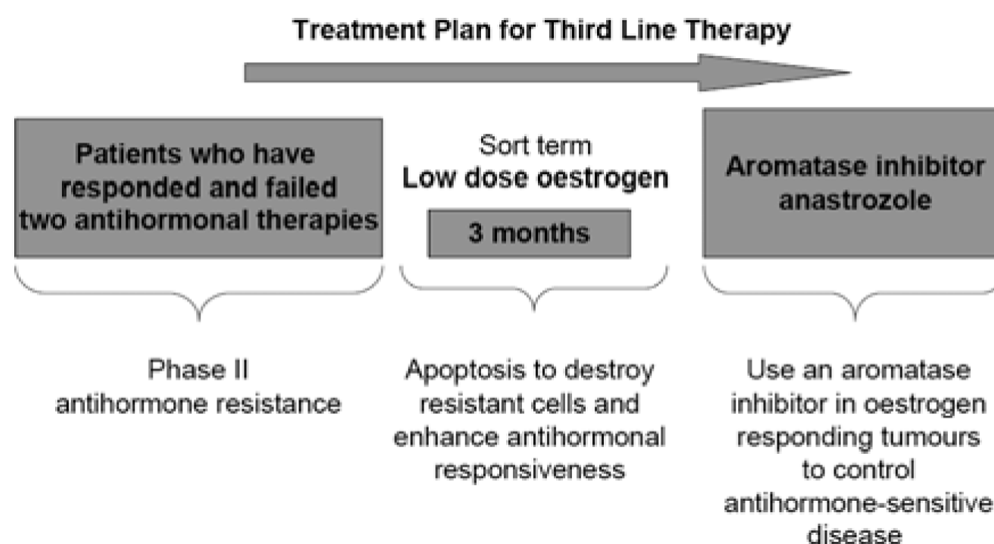 Treatment Plan for Third Line Therapy
Patients who have
responded and failed
two antihormonal therapies
Sort term
Low dose oestrogen
3 months
Aromatase inhibitor
anastrozole
Phase II
antihormone resistance
Apoptosis to destroy
resistant cells and
enhance antihormonal
responsiveness
Use an aromatase
inhibitor in oestrogen
responding tumours
to control
antihormone-sensitive
disease